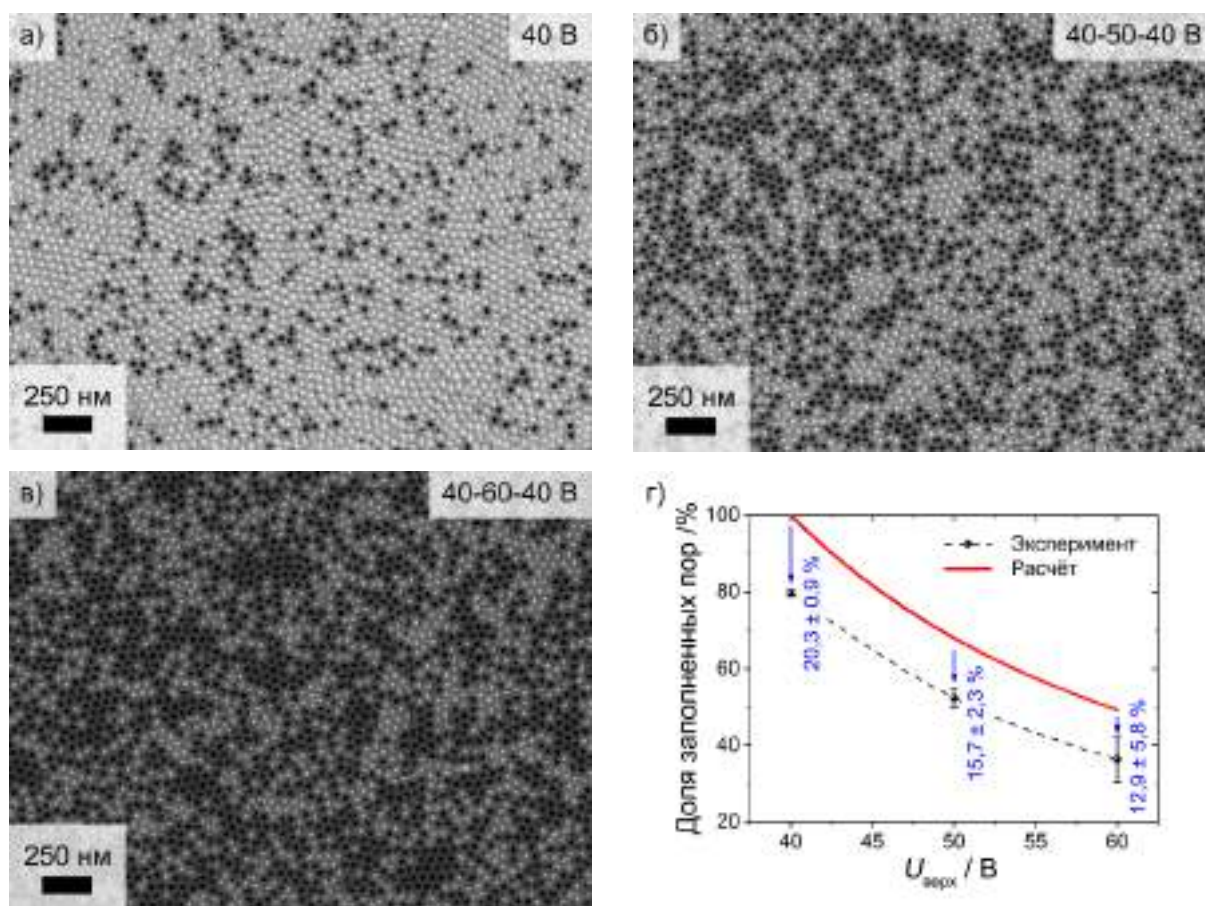 а) 40 В
б) 40-50-40 В
250 нм
250 нм
в) 40-60-40 В
250 нм
г)
Доля заполненных пор /%
100
80
60
40
20
Эксперимент
Расчёт
20,3 ± 0,9 %
15,7 ± 2,3 %
12,9 ± 5,8 %
40 45 50 55 60
Uверх / В